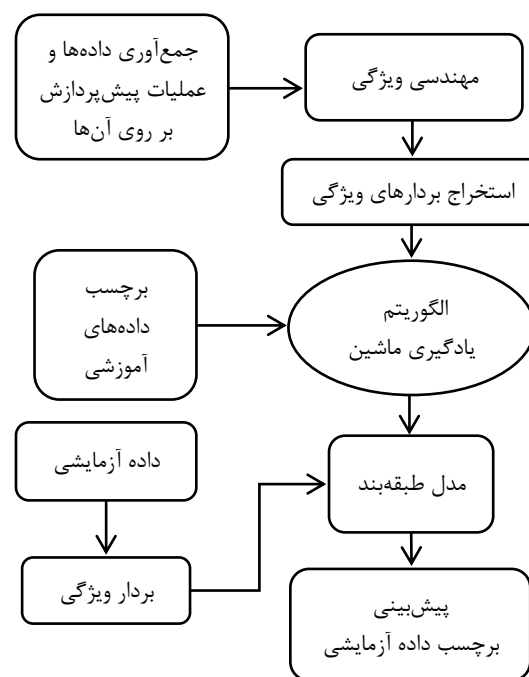 جمع‌آوری داده‌ها و
عملیات پیش‌پردازش
بر روی آن‌ها
مهندسی ویژگی
استخراج بردارهای ویژگی
برچسب
داده‌های
آموزشی
الگوریتم
یادگیری ماشین
داده آزمایشی
بردار ویژگی
مدل طبقه‌بند
پیش‌بینی
برچسب داده آزمایشی